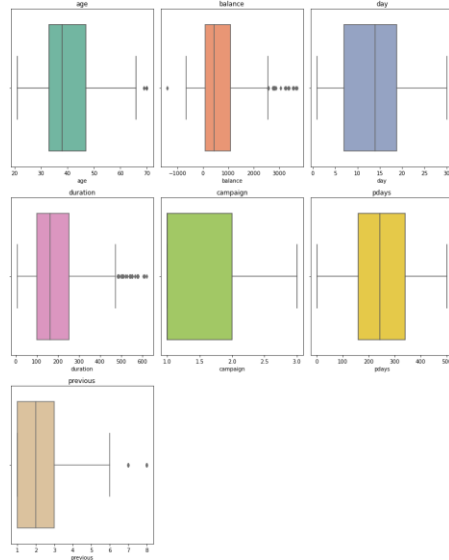 age
balance
day
20 30 40 50 60 70
age
-1000 0 1000 2000 3000
balance
0 5 10 15 20 25 30
day
duration
campaign
pdays
0 100 200 300 400 500 600
duration
1.0 1.5 2.0 2.5 3.0
campaign
0 100 200 300 400 500
pdays
previous
1 2 3 4 5 6 7 8
previous